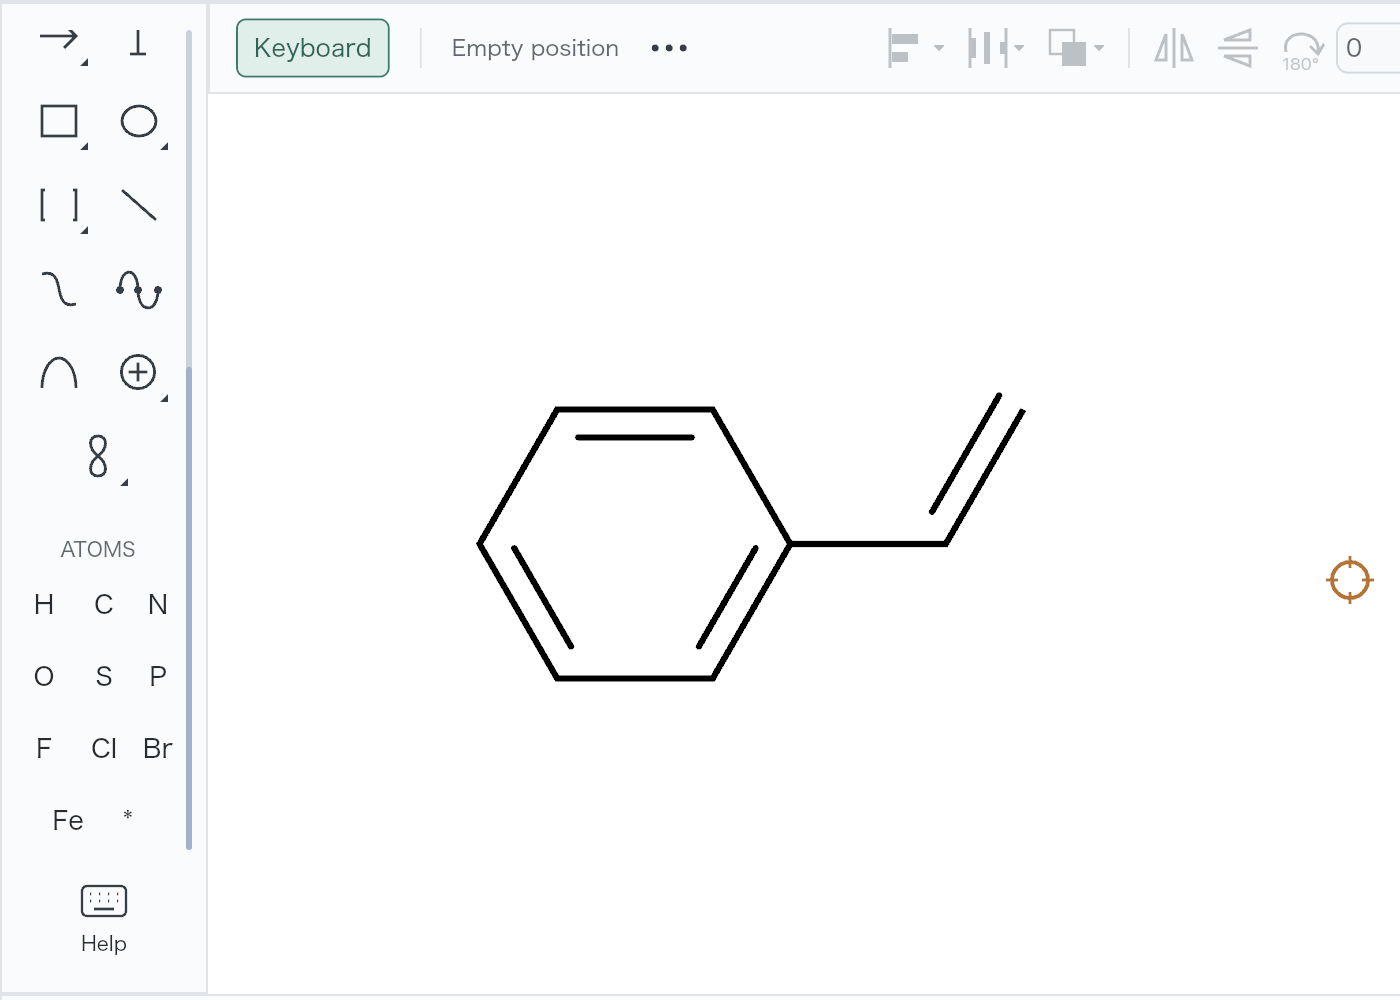 Keyboard
Empty position
180°
0
ATOMS
H C N
O S P
F Cl Br
Fe *
Help